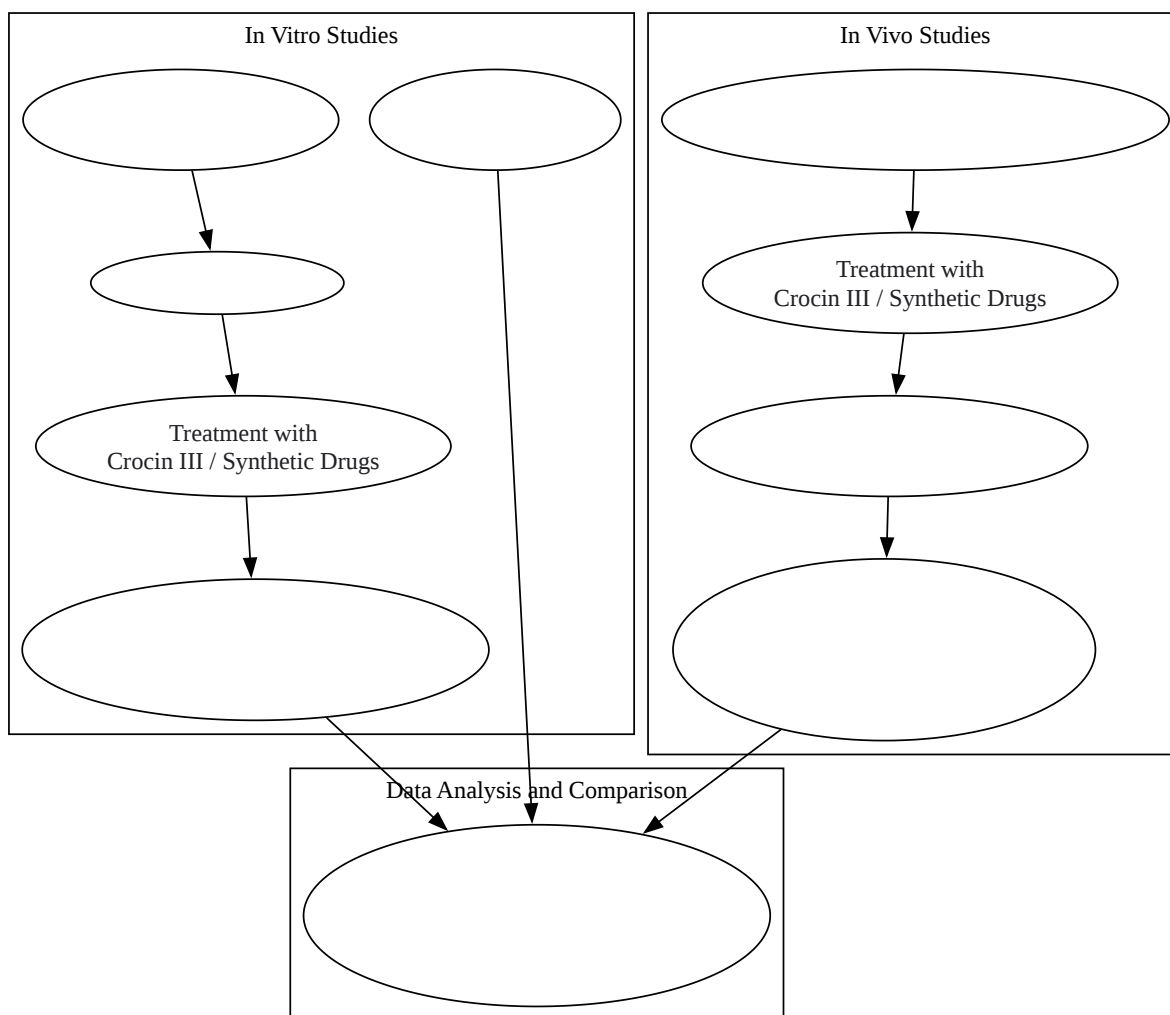 In Vitro Studies
In Vivo Studies
Treatment with
Crocin III / Synthetic Drugs
Treatment with
Crocin III / Synthetic Drugs
Data Analysis and Comparison